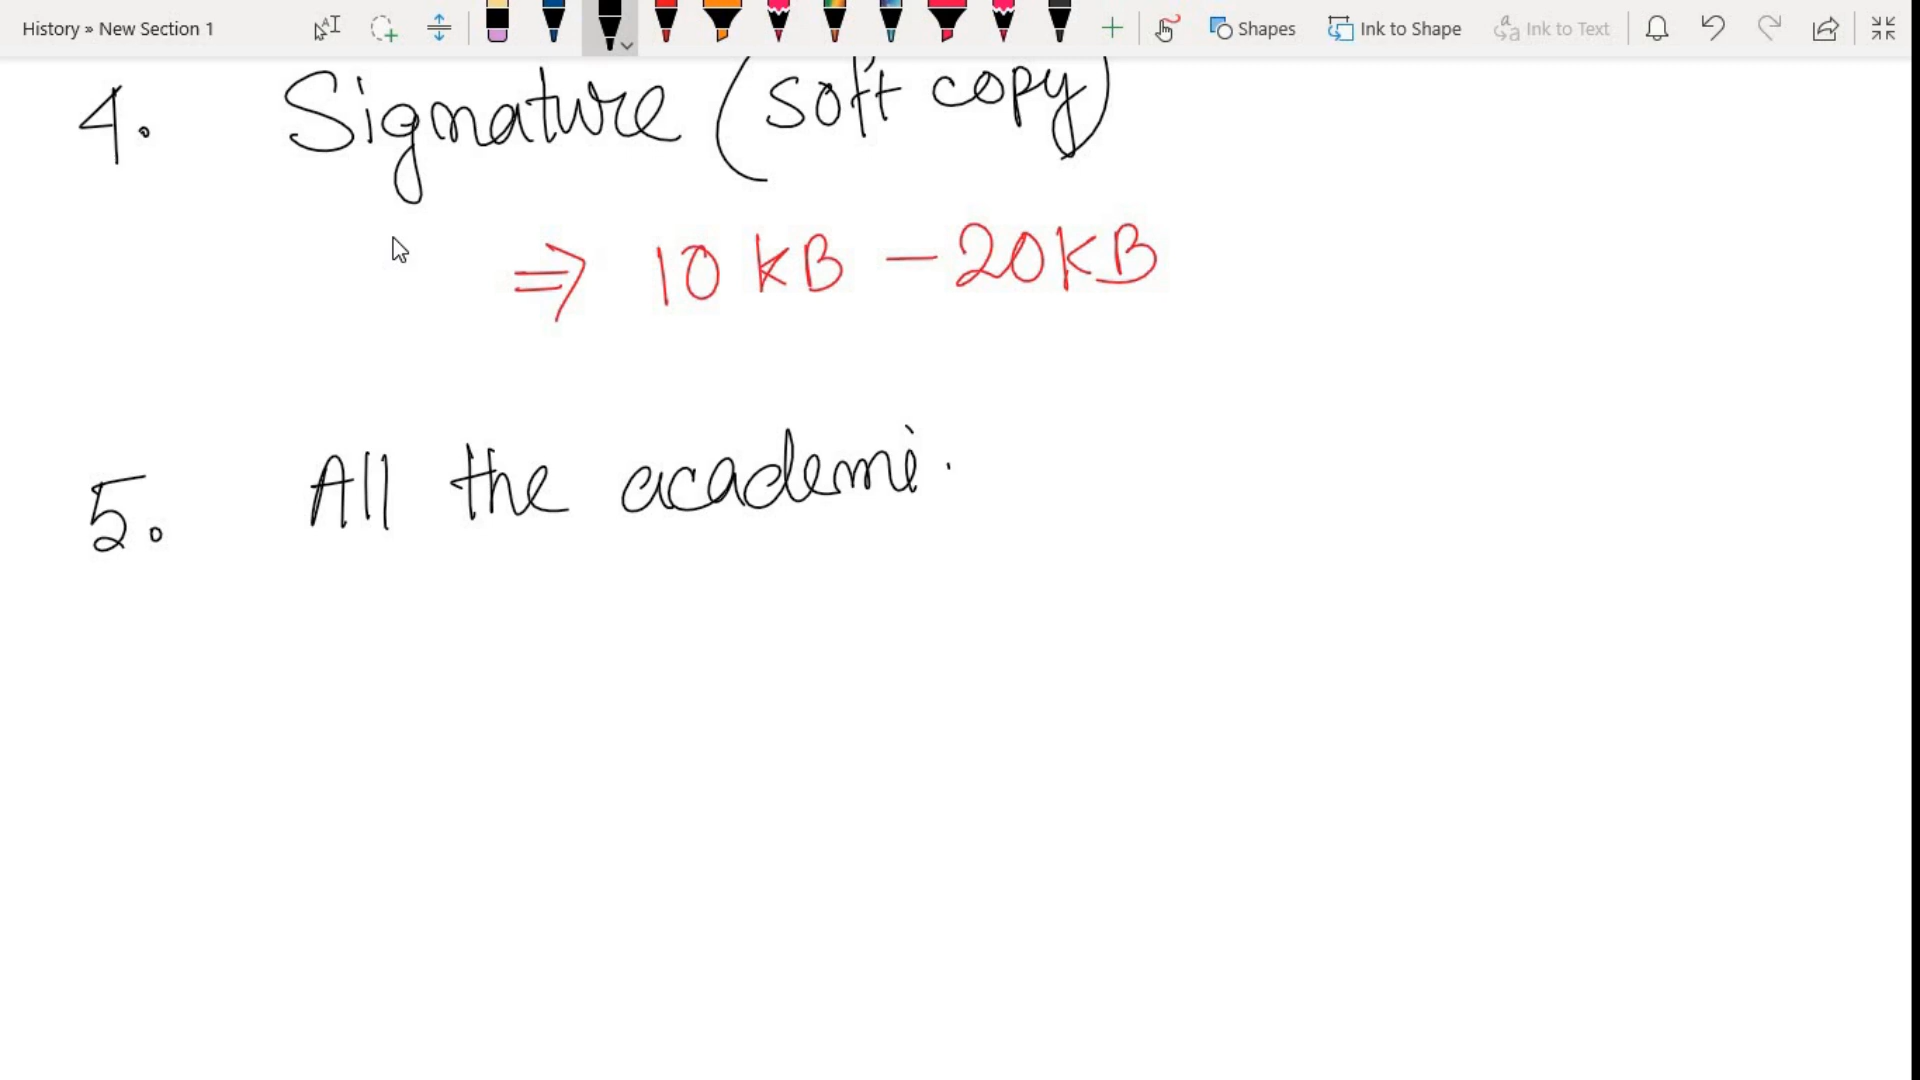 History » New Section 1 Shapes Ink to Shape Ink to Text
4. Signature (soft copy)
⇒ 10 KB – 20 KB
5. All the academi.